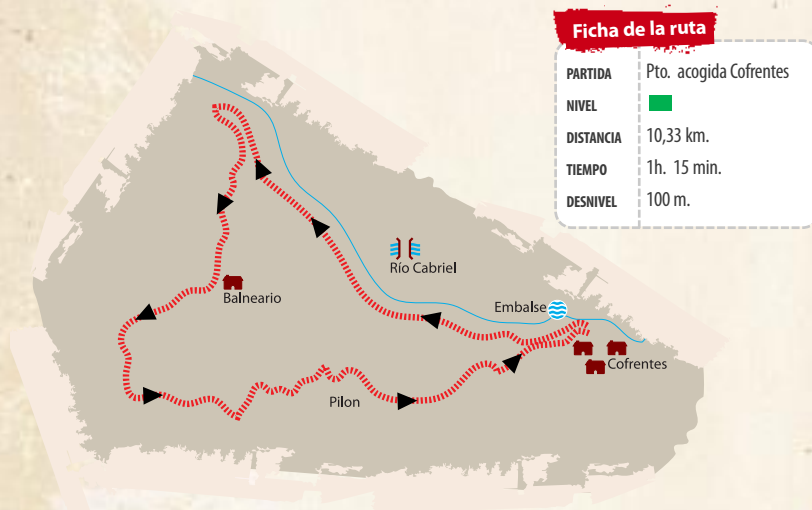 Ficha de la ruta
PARTIDA Pto. acogida Cofrentes
NIVEL
DISTANCIA 10,33 km.
TIEMPO 1h. 15 min.
DESNIVEL 100 m.
Río Cabriel
Balneario
Embalse
Cofrentes
Pilon